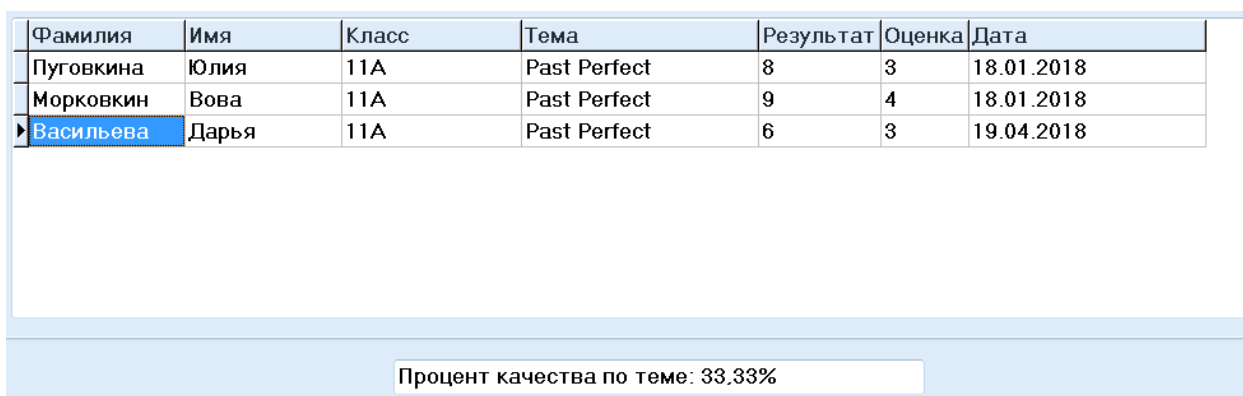 Фамилия Имя Класс Тема Результат Оценка Дата
Пуговкина Юлия 11А Past Perfect 8 3 18.01.2018
Морковкин Вова 11А Past Perfect 9 4 18.01.2018
Васильева Дарья 11А Past Perfect 6 3 19.04.2018
Процент качества по теме: 33,33%